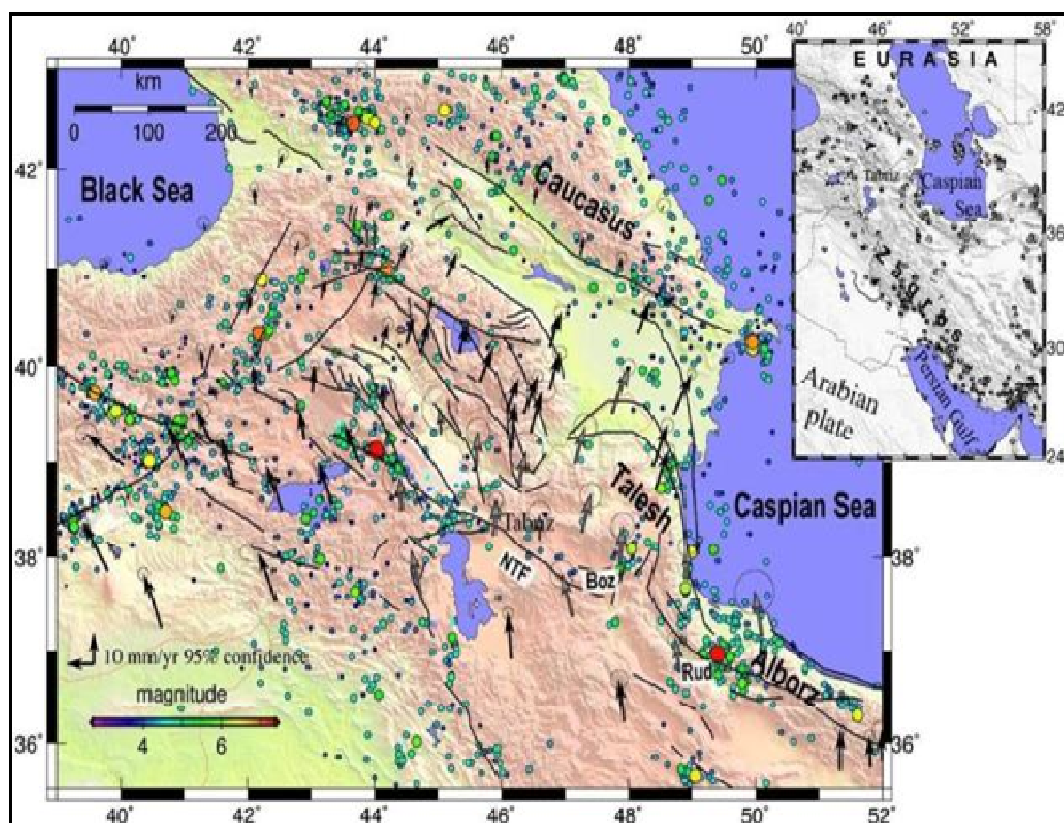 40° 42° 44° 46° 48° 50°
40° 46° 52° 58°
EURASIA
42°
36°
30
24°
Tabriz
Caspian
Sea
Zagros
Arabian
plate
Persian Gulf
km
0 100 200
42°
40°
38°
36°
Black Sea
Caucasus
Talesh
Caspian Sea
Tabriz
NTF
Boz
Rud
Alborz
38°
36°
10 mm/yr 95% confidence
magnitude
4 6
40° 42° 44° 46° 48° 50° 52°